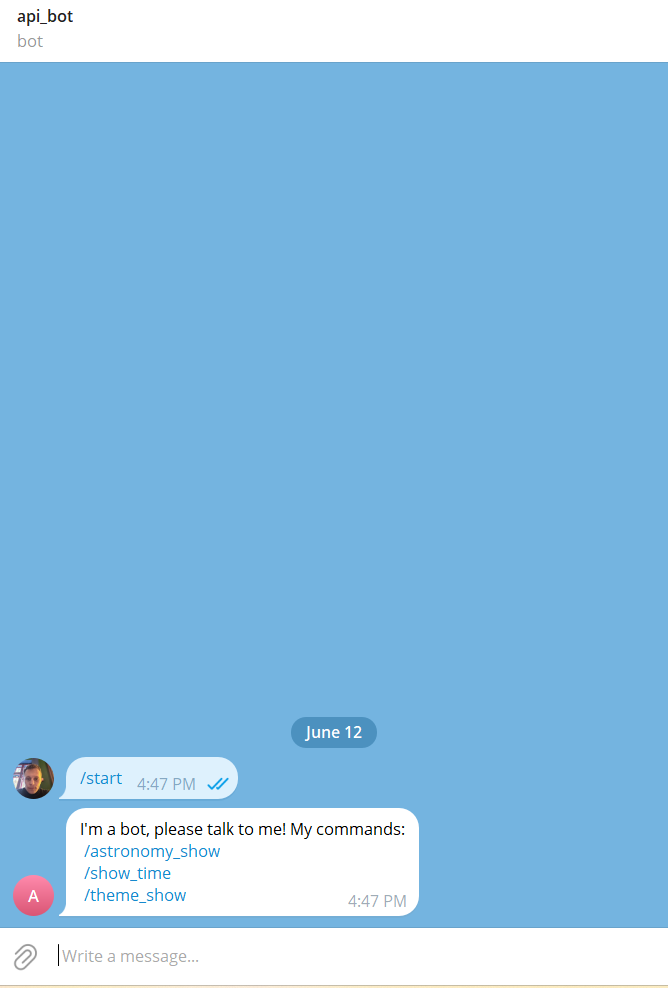 api_bot
bot
June 12
/start 4:47 PM
I'm a bot, please talk to me! My commands:
/astronomy_show
/show_time
/theme_show
4:47 PM
A
Write a message...